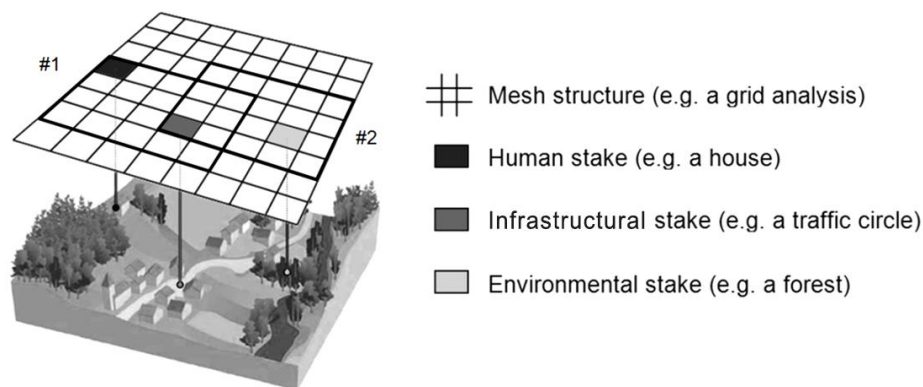 #1
#2
Mesh structure (e.g. a grid analysis)
Human stake (e.g. a house)
Infrastructural stake (e.g. a traffic circle)
Environmental stake (e.g. a forest)